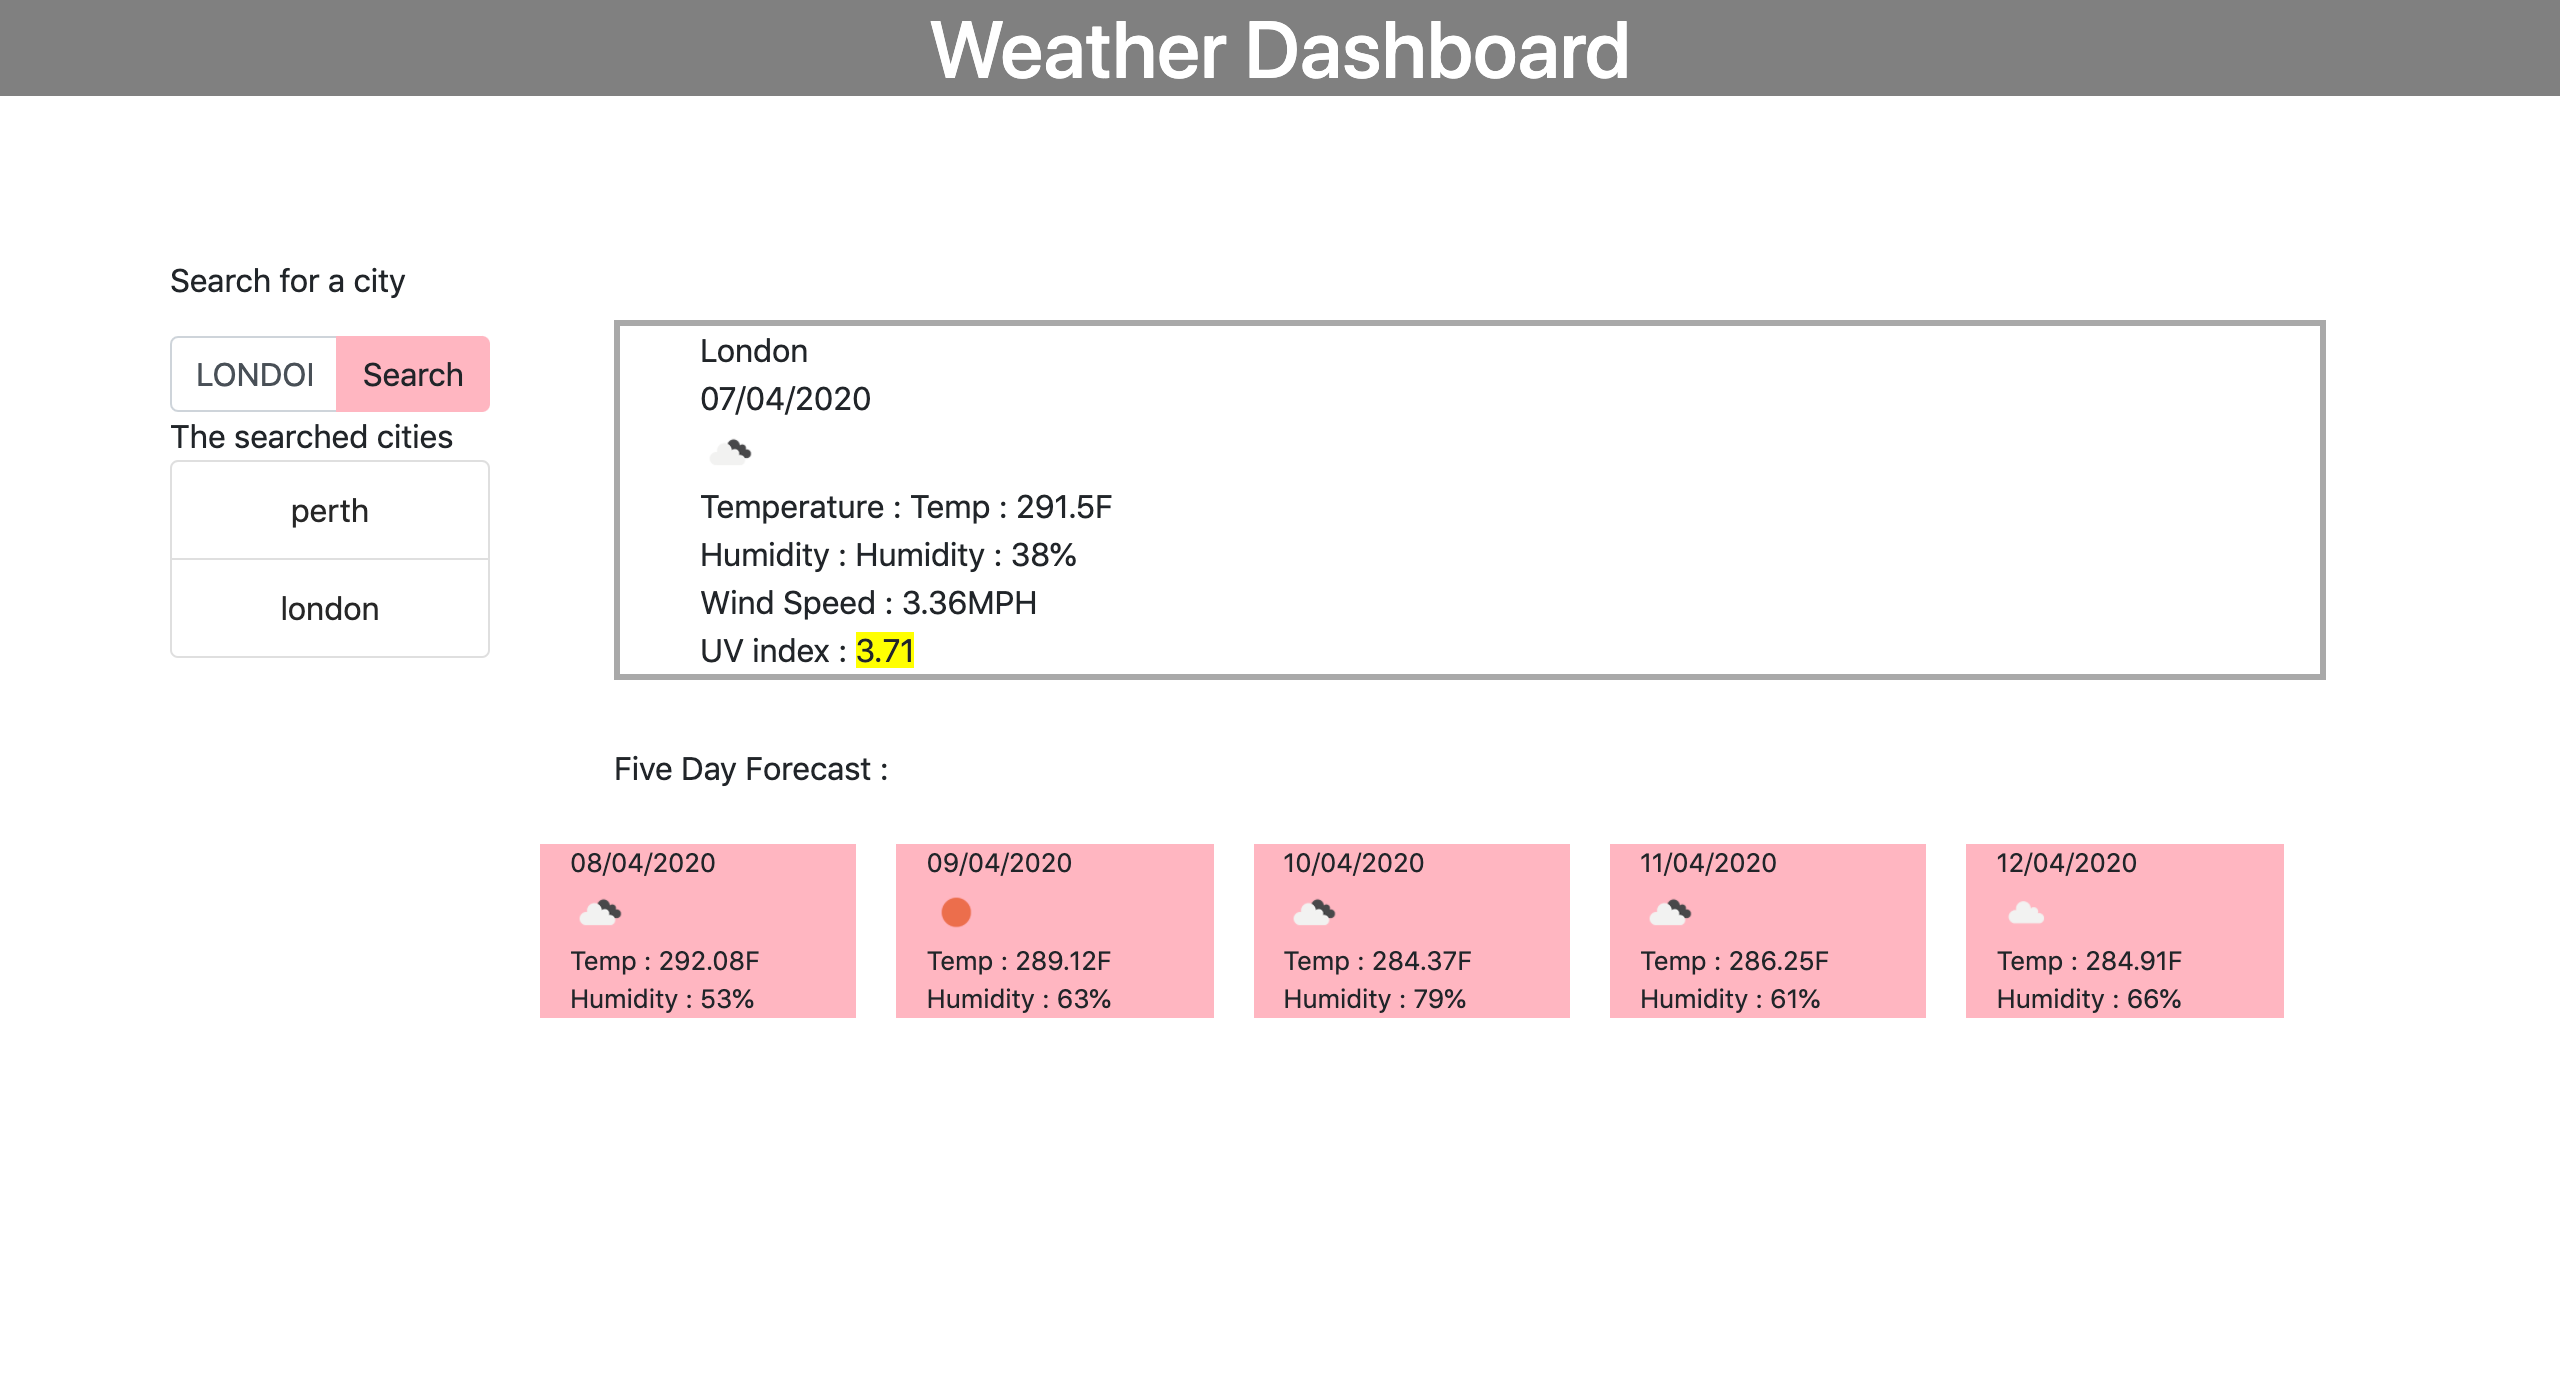 Weather Dashboard
Search for a city
LONDO
Search
The searched cities
perth
london
London
07/04/2020
Temperature : Temp : 291.5F
Humidity : Humidity : 38%
Wind Speed : 3.36MPH
UV index : 3.71
Five Day Forecast :
08/04/2020
Temp : 292.08F
Humidity : 53%
09/04/2020
Temp : 289.12F
Humidity : 63%
10/04/2020
Temp : 284.37F
Humidity : 79%
11/04/2020
Temp : 286.25F
Humidity : 61%
12/04/2020
Temp : 284.91F
Humidity : 66%